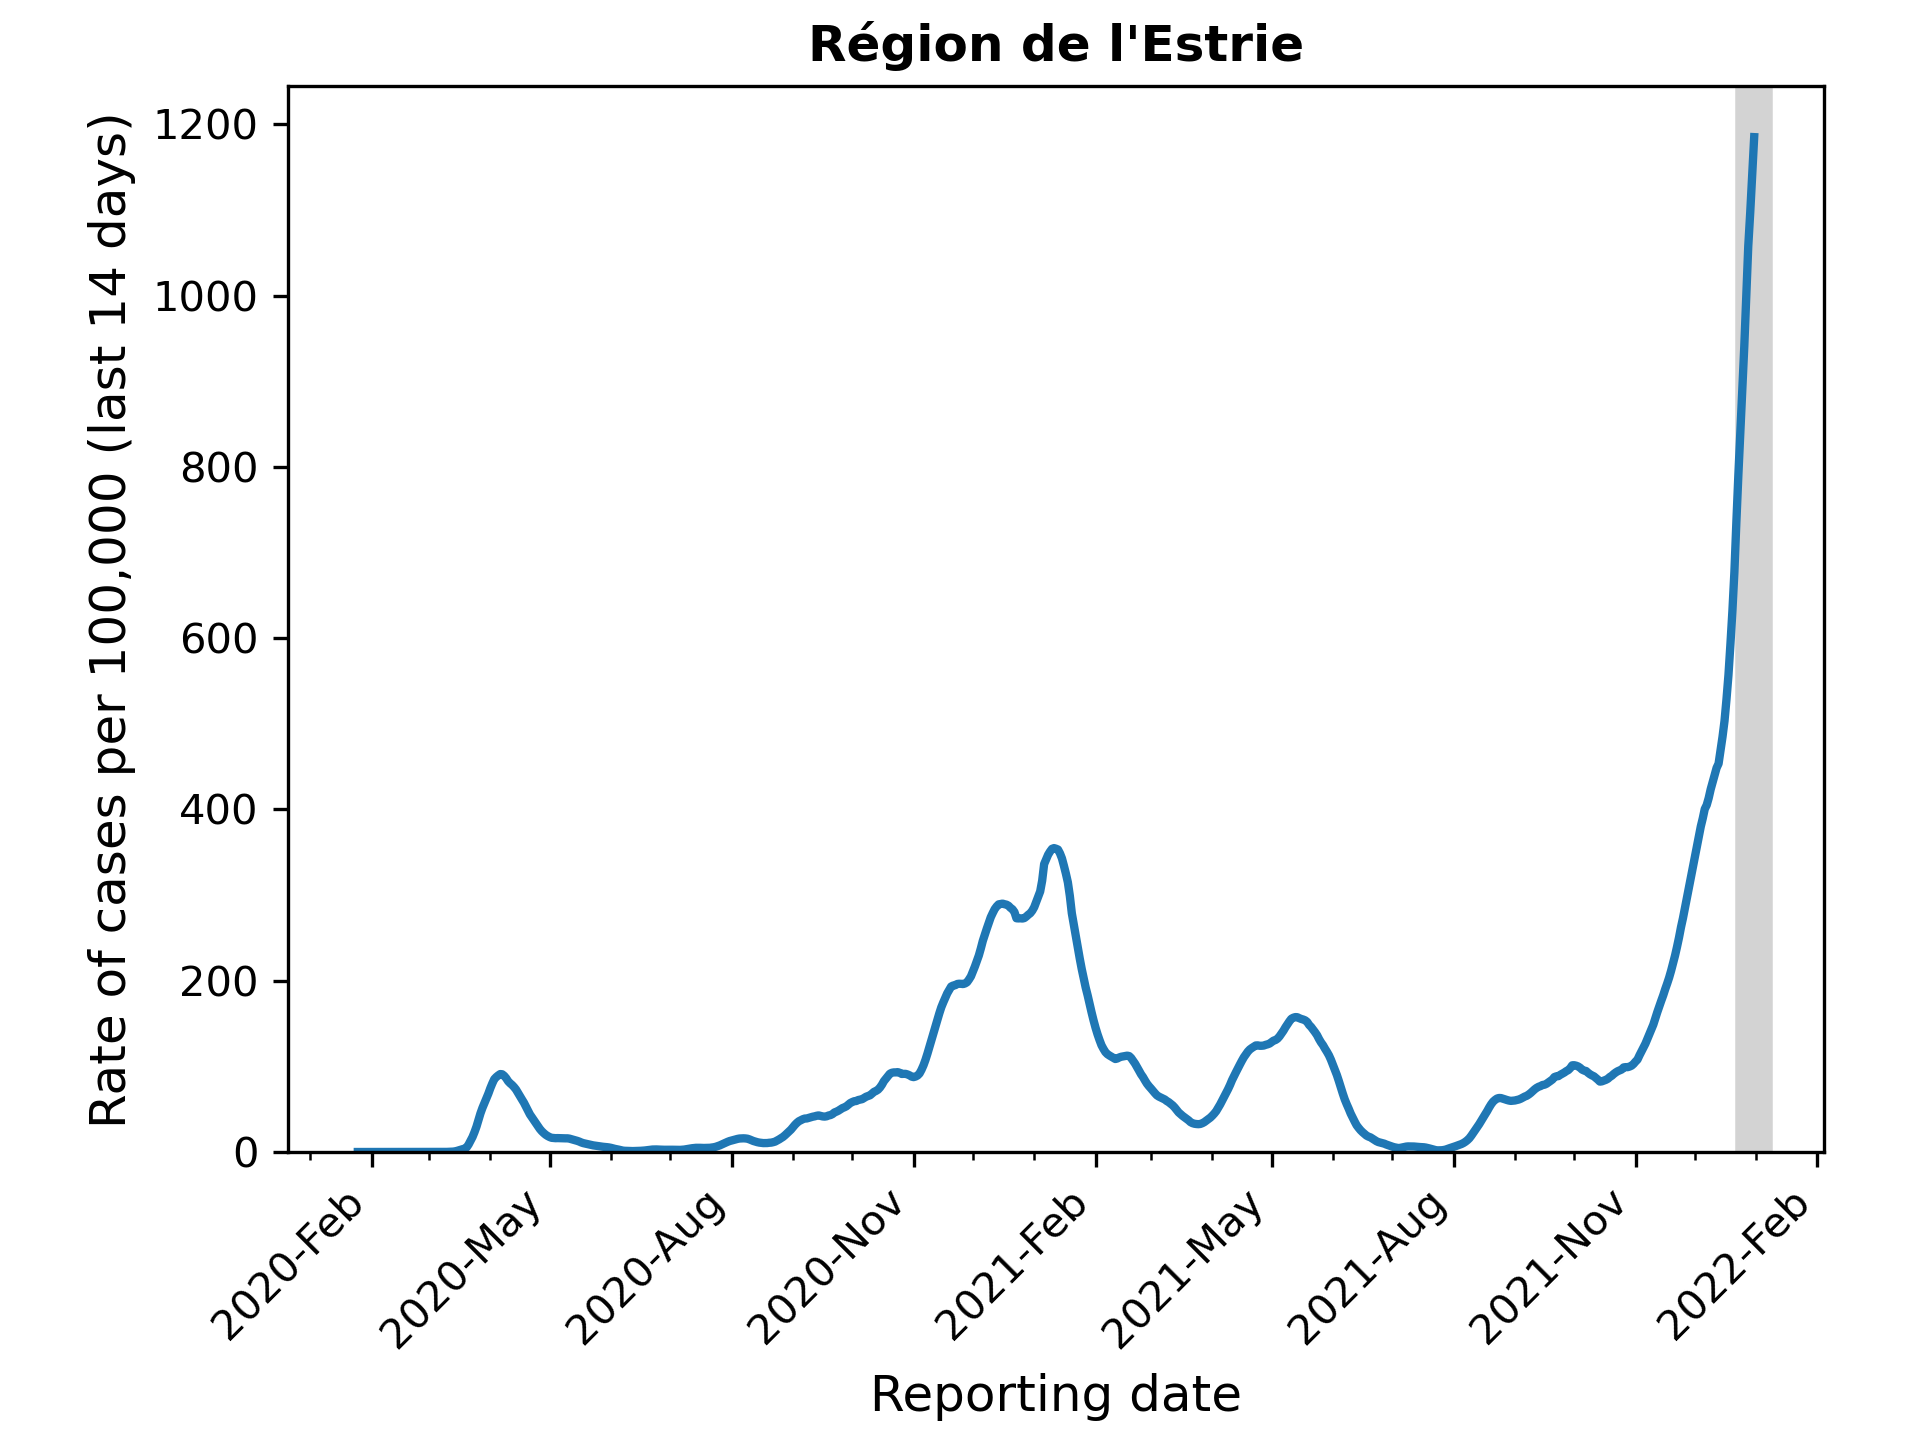 Région de l'Estrie
Rate of cases per 100,000 (last 14 days)
1200
1000
800
600
400
200
0
2020-Feb
2020-May
2020-Aug
2020-Nov
2021-Feb
2021-May
2021-Aug
2021-Nov
2022-Feb
Reporting date